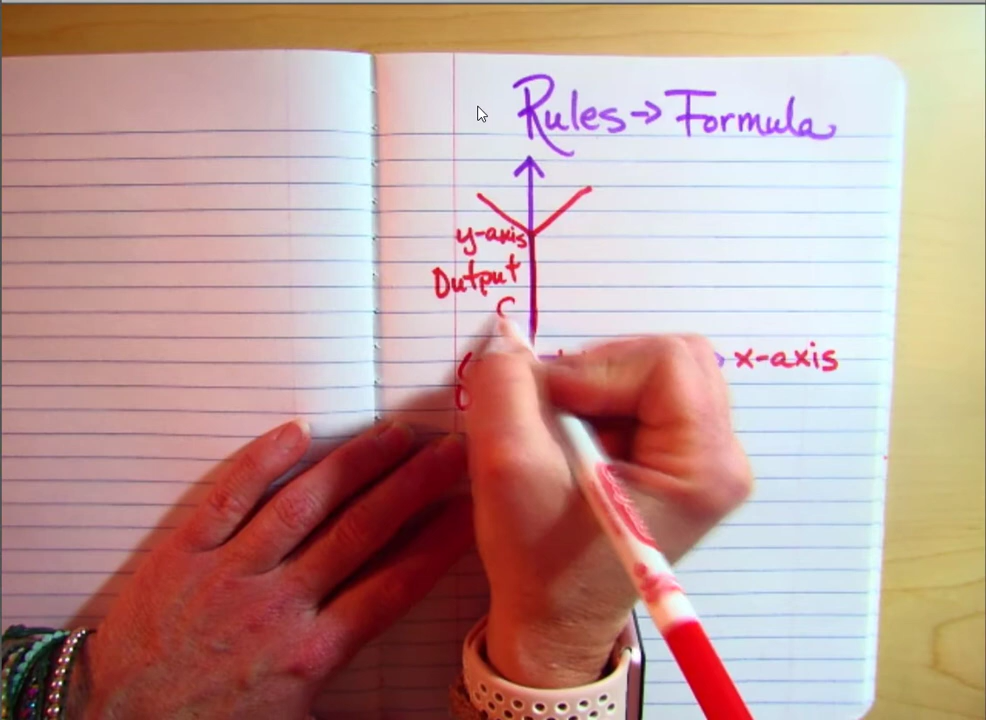 Rules → Formula
y-axis
Output
x-axis